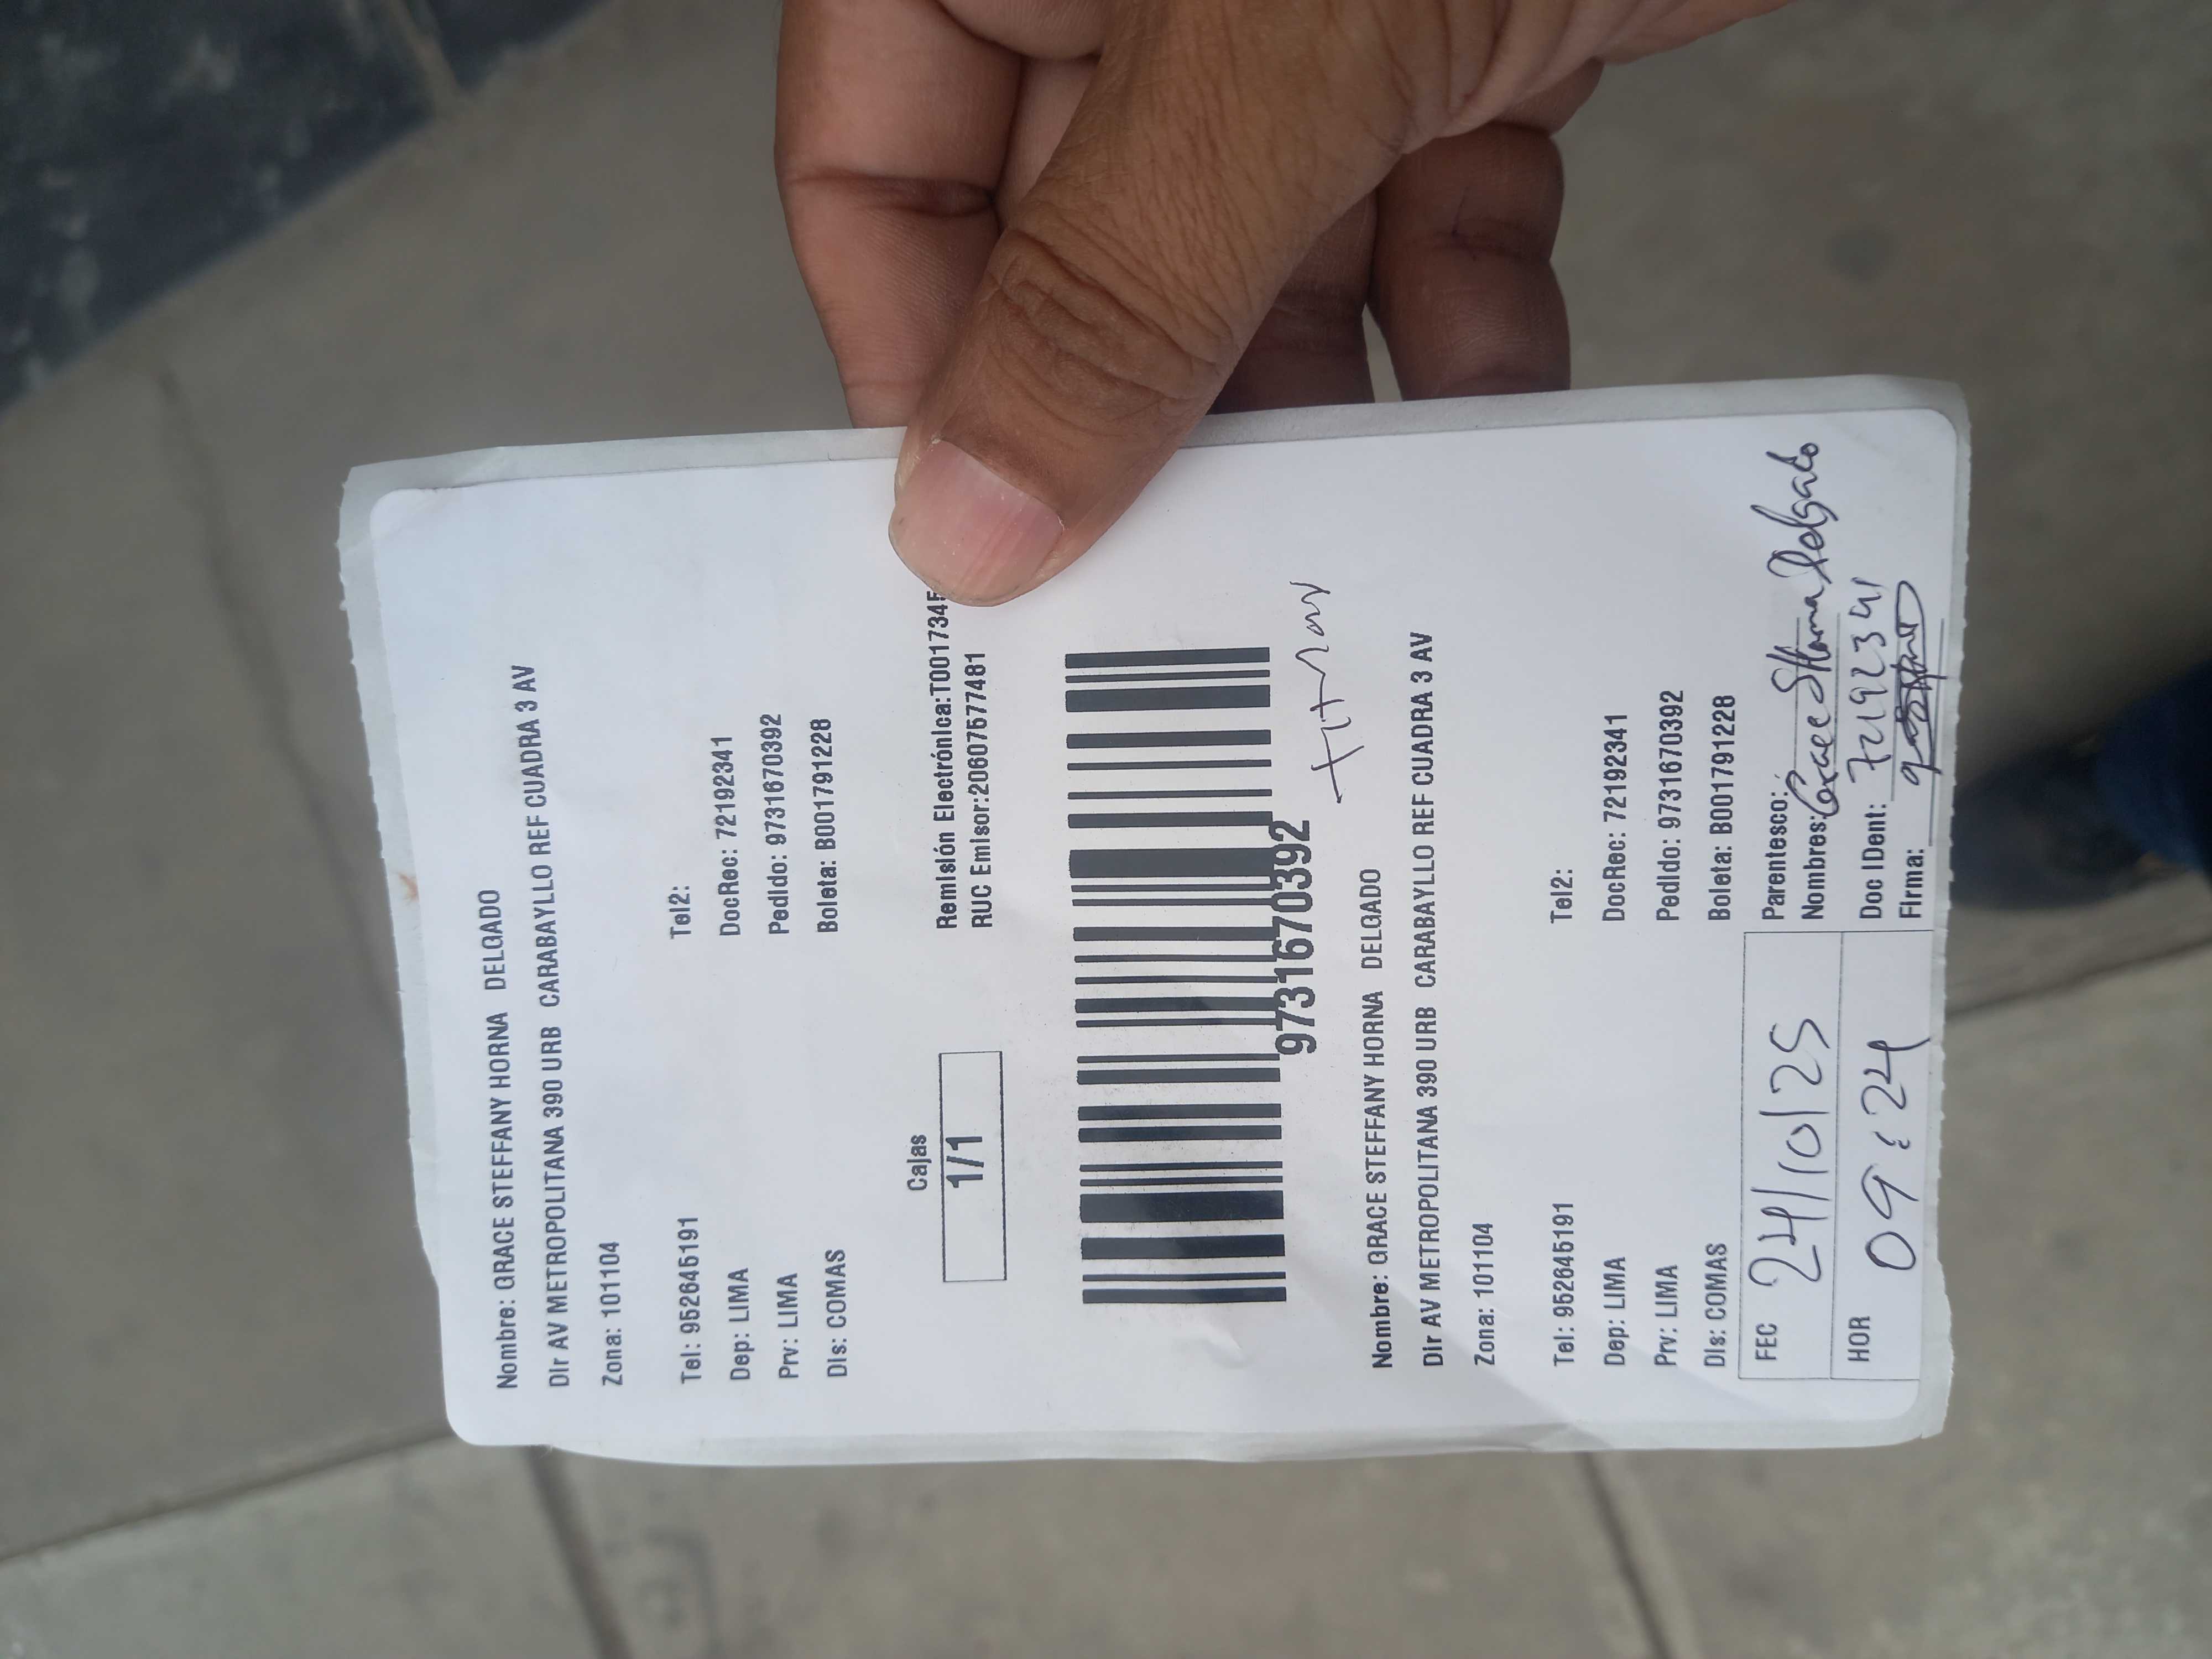 Nombre: GRACE STEFFANY HORNA DELGADO
Dir AV METROPOLITANA 390 URB CARABAYLLO REF CUADRA 3 AV
Zona: 101104
Tel: 952645191 Tel2:
Dep: LIMA DocRec: 72192341
Prv: LIMA Pedido: 9731670392
Dis: COMAS Boleta: B001791228
Cajas
1/1
Remisión Electrónica:T001734
RUC Emisor:20607577481
9731670392
Nombre: GRACE STEFFANY HORNA DELGADO
Dir AV METROPOLITANA 390 URB CARABAYLLO REF CUADRA 3 AV
Zona: 101104
Tel: 952645191 Tel2:
Dep: LIMA DocRec: 72192341
Prv: LIMA Pedido: 9731670392
Dis: COMAS Boleta: B001791228
FEC 24/10/25 Parentesco:
Nombres: Grace Horna Delgado
HOR 09:24 Doc IDent: 72192341
Firma: